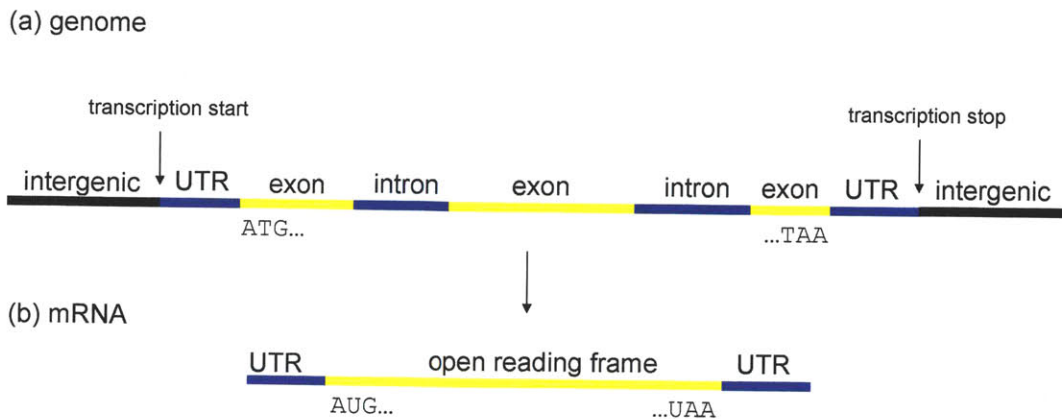 (a) genome
transcription start
transcription stop
intergenic UTR exon intron exon intron exon UTR intergenic
ATG... ...TAA
(b) mRNA
UTR open reading frame UTR
AUG... ...UAA